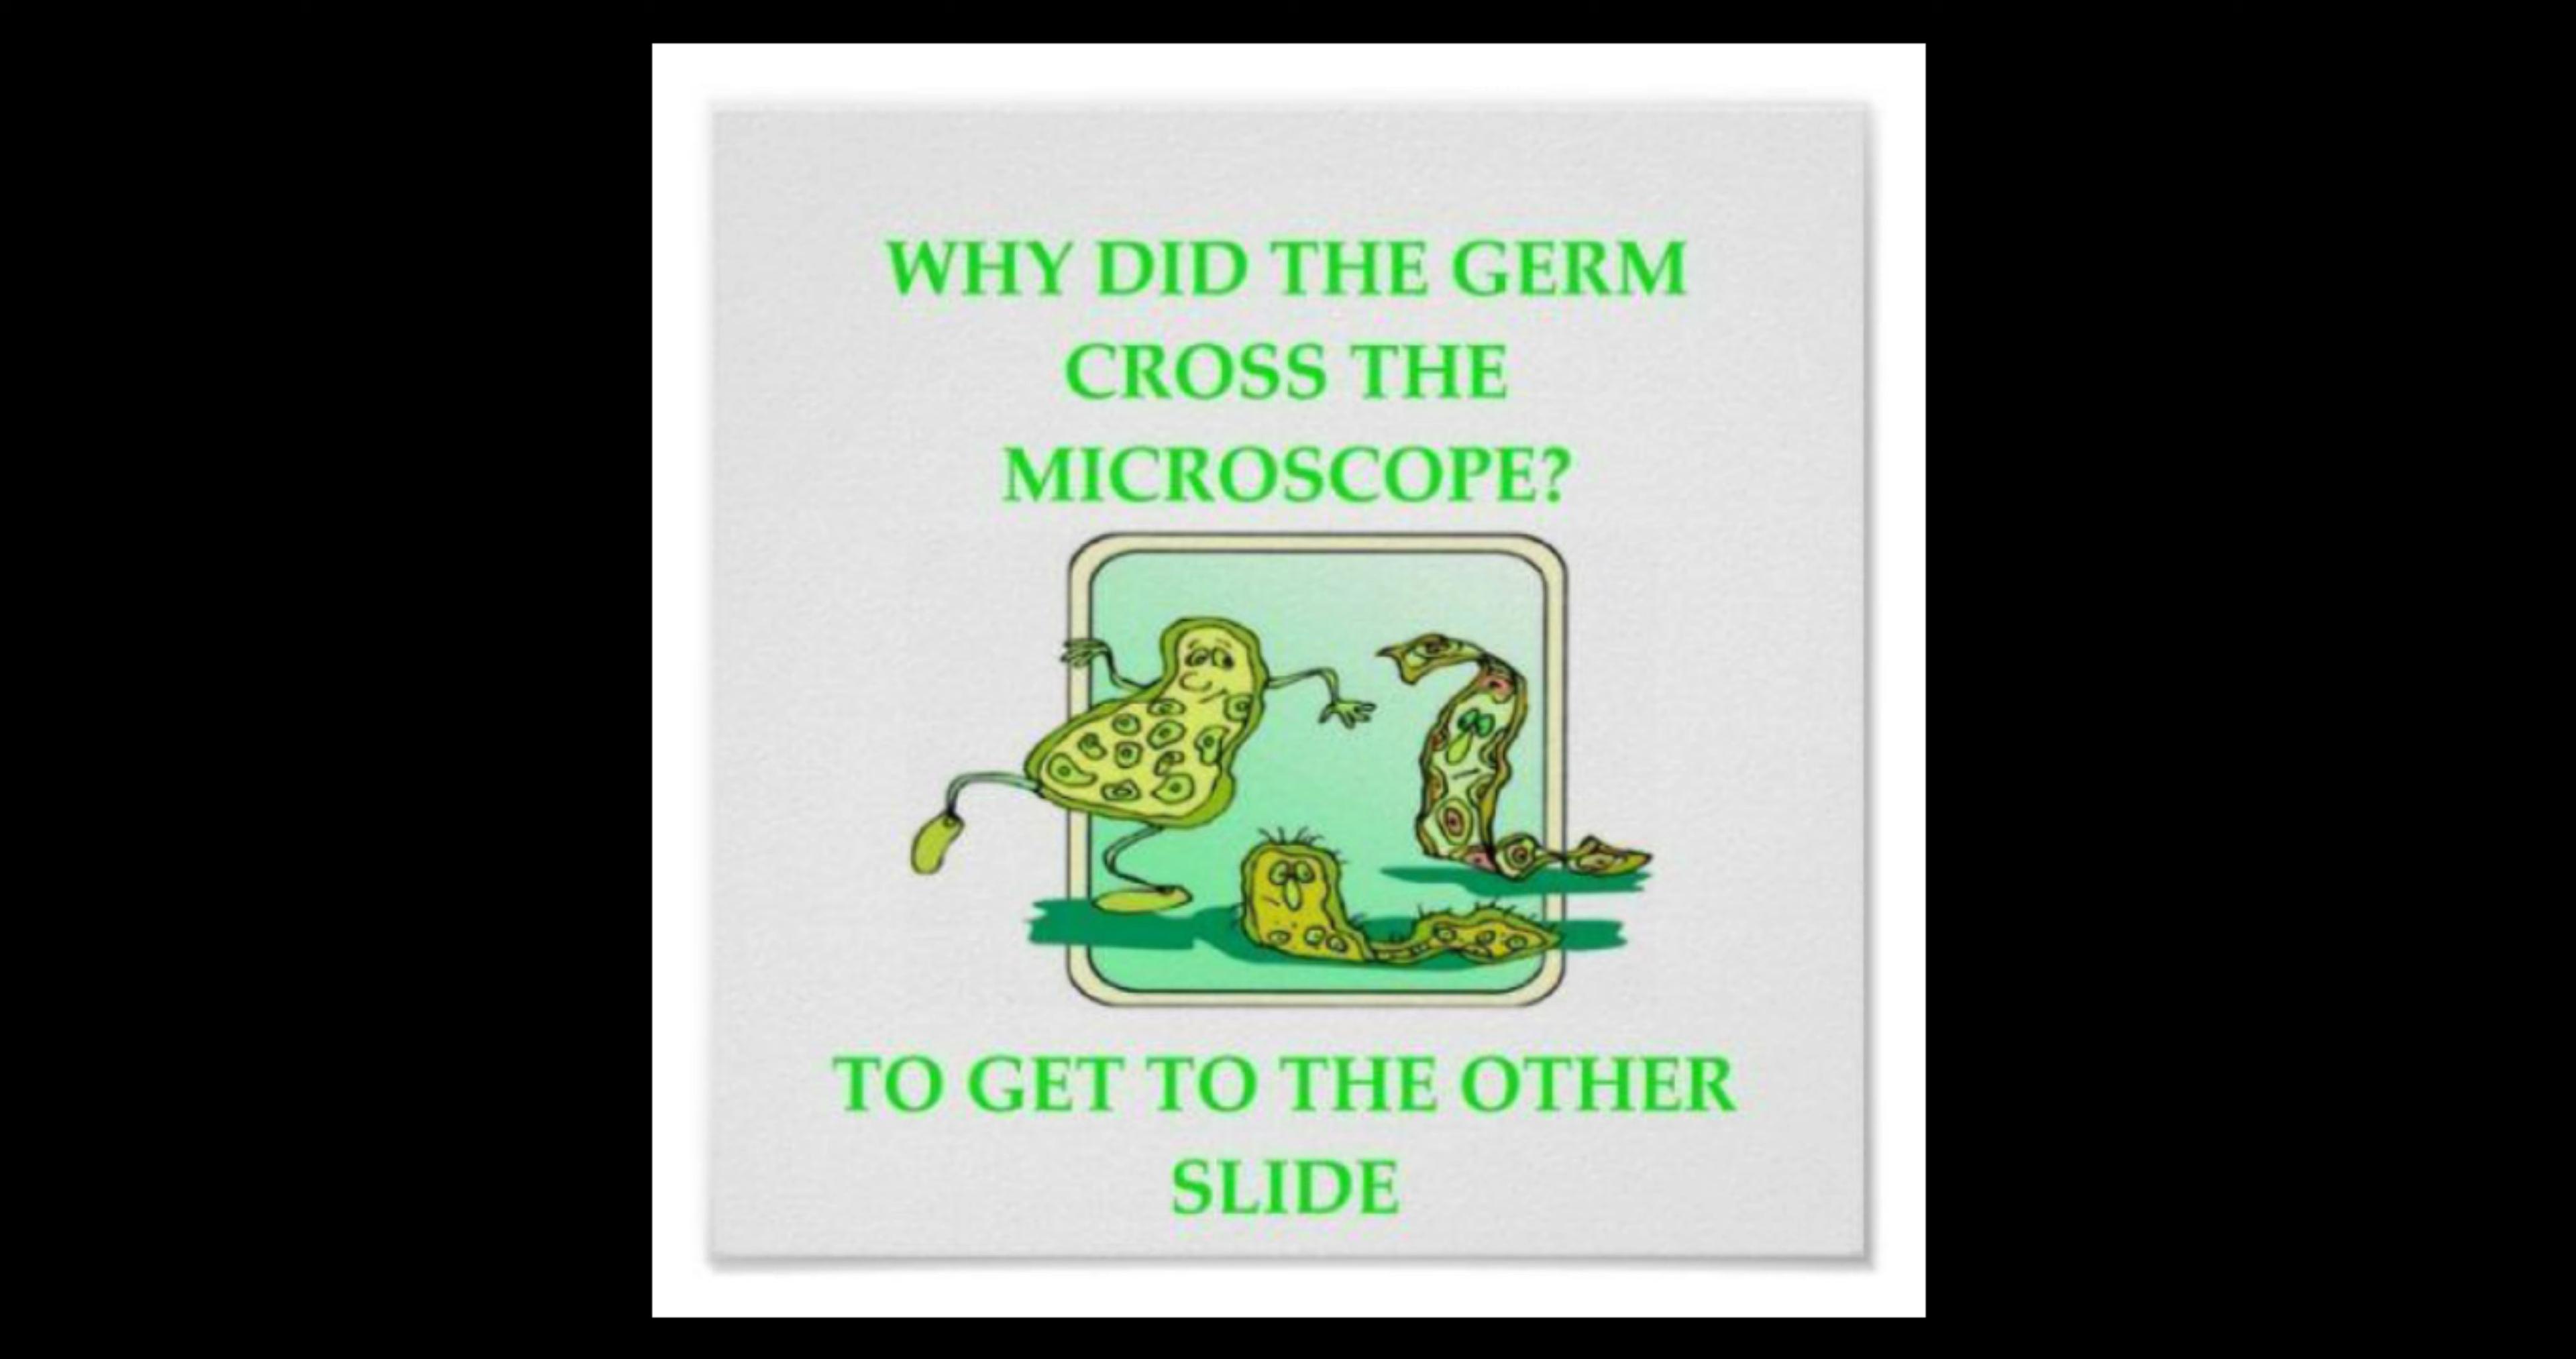 WHY DID THE GERM
CROSS THE
MICROSCOPE?
TO GET TO THE OTHER
SLIDE